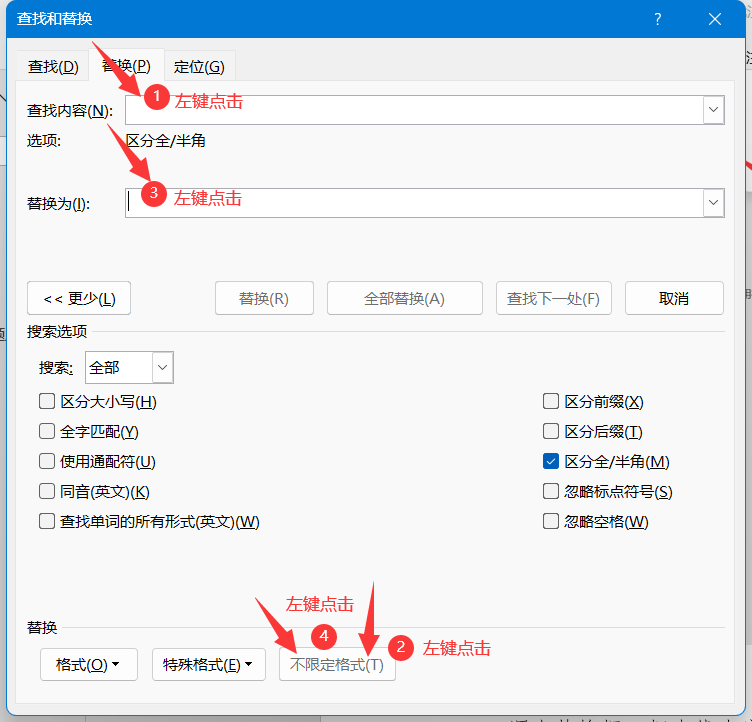 查找和替换
查找(D) 替换(P) 定位(G)
1 左键点击
查找内容(N):
选项: 区分全/半角
3 左键点击
替换为(I):
<< 更少(L) 替换(R) 全部替换(A) 查找下一处(F) 取消
搜索选项
搜索: 全部
区分大小写(H) 区分前缀(X)
全字匹配(Y) 区分后缀(T)
使用通配符(U) 区分全/半角(M)
同音(英文)(K) 忽略标点符号(S)
查找单词的所有形式(英文)(W) 忽略空格(W)
左键点击
替换 4
2 左键点击
格式(O) 特殊格式(E) 不限定格式(T)